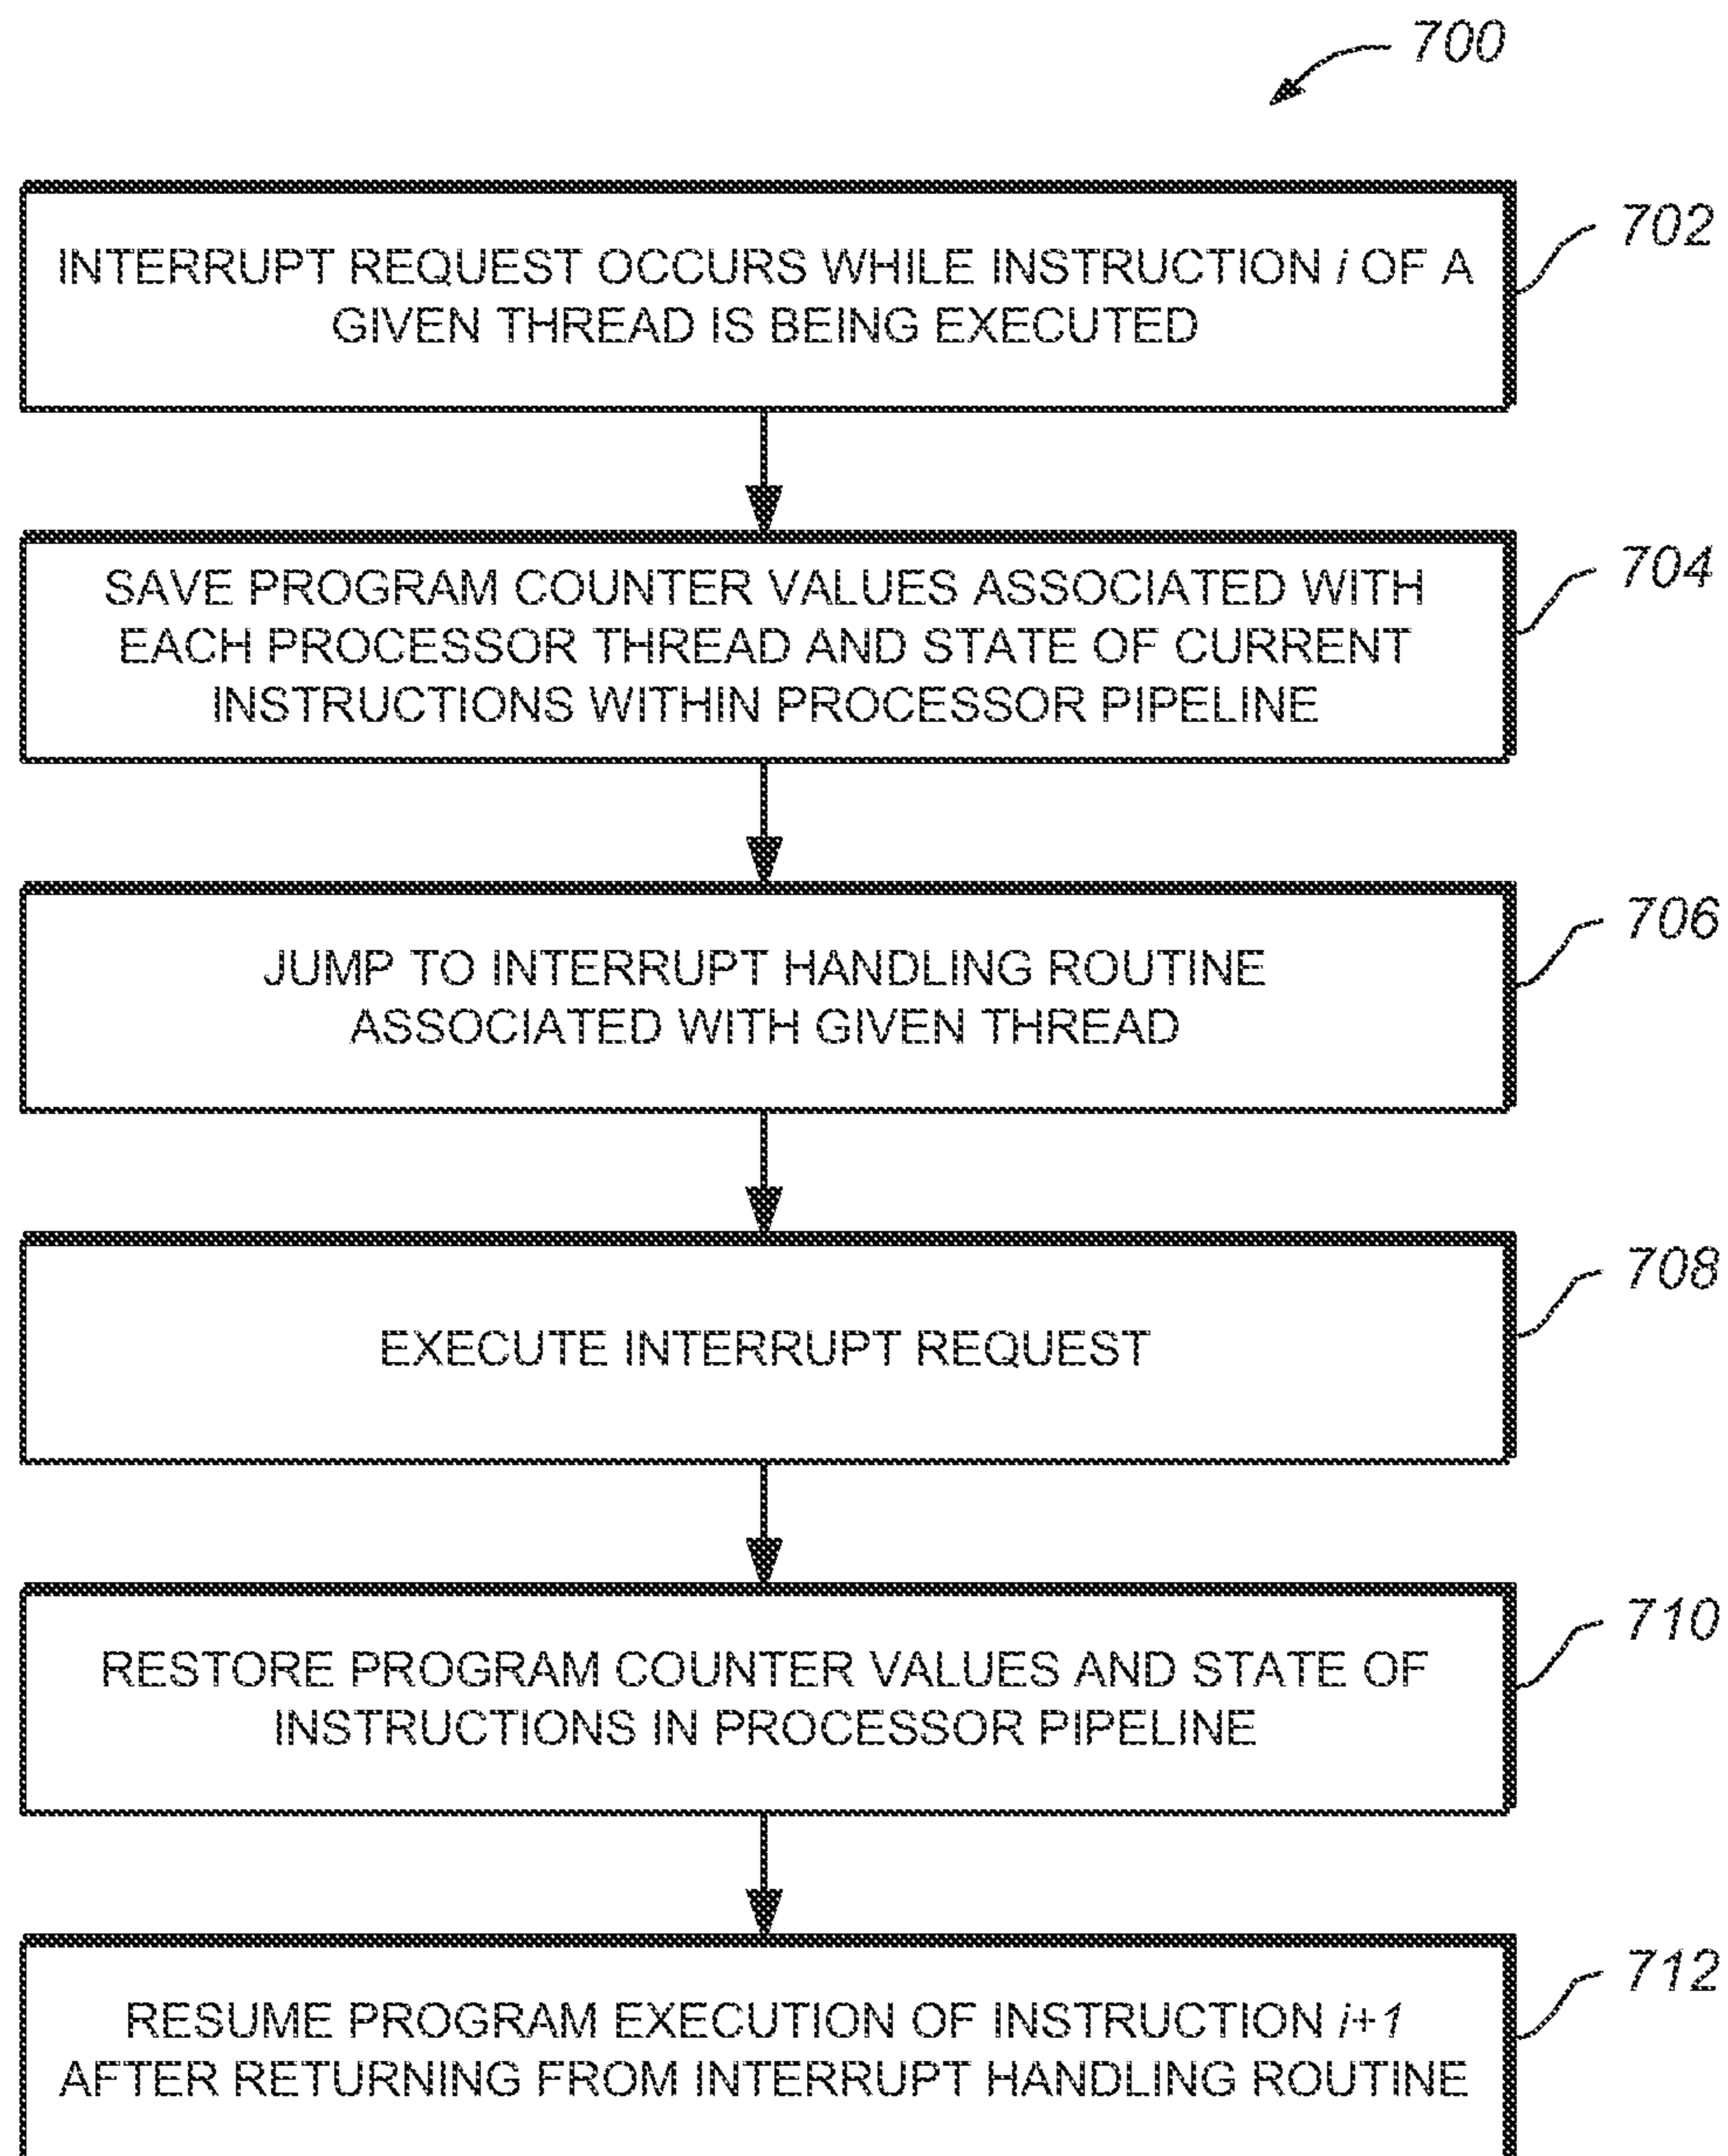 700
INTERRUPT REQUEST OCCURS WHILE INSTRUCTION i OF A
GIVEN THREAD IS BEING EXECUTED
702
SAVE PROGRAM COUNTER VALUES ASSOCIATED WITH
EACH PROCESSOR THREAD AND STATE OF CURRENT
INSTRUCTIONS WITHIN PROCESSOR PIPELINE
704
JUMP TO INTERRUPT HANDLING ROUTINE
ASSOCIATED WITH GIVEN THREAD
706
EXECUTE INTERRUPT REQUEST
708
RESTORE PROGRAM COUNTER VALUES AND STATE OF
INSTRUCTIONS IN PROCESSOR PIPELINE
710
RESUME PROGRAM EXECUTION OF INSTRUCTION i+1
AFTER RETURNING FROM INTERRUPT HANDLING ROUTINE
712